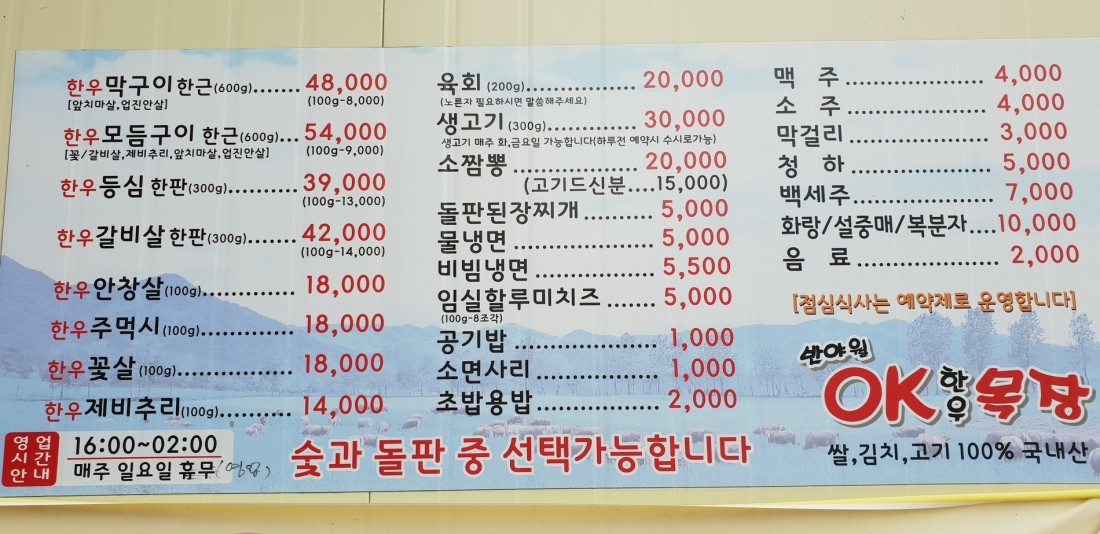 한우막구이 한근(600g)....... 48,000
[앞치마살,업진안살] (100g-8,000)
한우모듬구이 한근(600g)... 54,000
[꽃/갈비살,제비추리,앞치마살,업진안살] (100g-9,000)
한우등심 한판(300g)......... 39,000
(100g-13,000)
한우갈비살 한판(300g)....... 42,000
(100g-14,000)
한우안창살(100g)............. 18,000
한우주먹시(100g)............. 18,000
한우꽃살(100g)................ 18,000
한우제비추리(100g).......... 14,000
영업시간안내
16:00~02:00
매주 일요일 휴무
육회 (200g)................. 20,000
(노른자 필요하시면 말씀해주세요)
생고기 (300g).............. 30,000
생고기 매주 화,금요일 가능합니다(하루전 예약시 수시로가능)
소짬뽕.................... 20,000
(고기드신분....15,000)
돌판된장찌개.......... 5,000
물냉면.................... 5,000
비빔냉면................. 5,500
임실할루미치즈....... 5,000
(100g-8조각)
공기밥.................... 1,000
소면사리................. 1,000
초밥용밥................. 2,000
맥 주.................... 4,000
소 주.................... 4,000
막걸리.................... 3,000
청 하.................... 5,000
백세주.................... 7,000
화랑/설중매/복분자....10,000
음 료.................... 2,000
[점심식사는 예약제로 운영합니다]
산야월
OK한우목장
숯과 돌판 중 선택가능합니다
쌀,김치,고기 100% 국내산